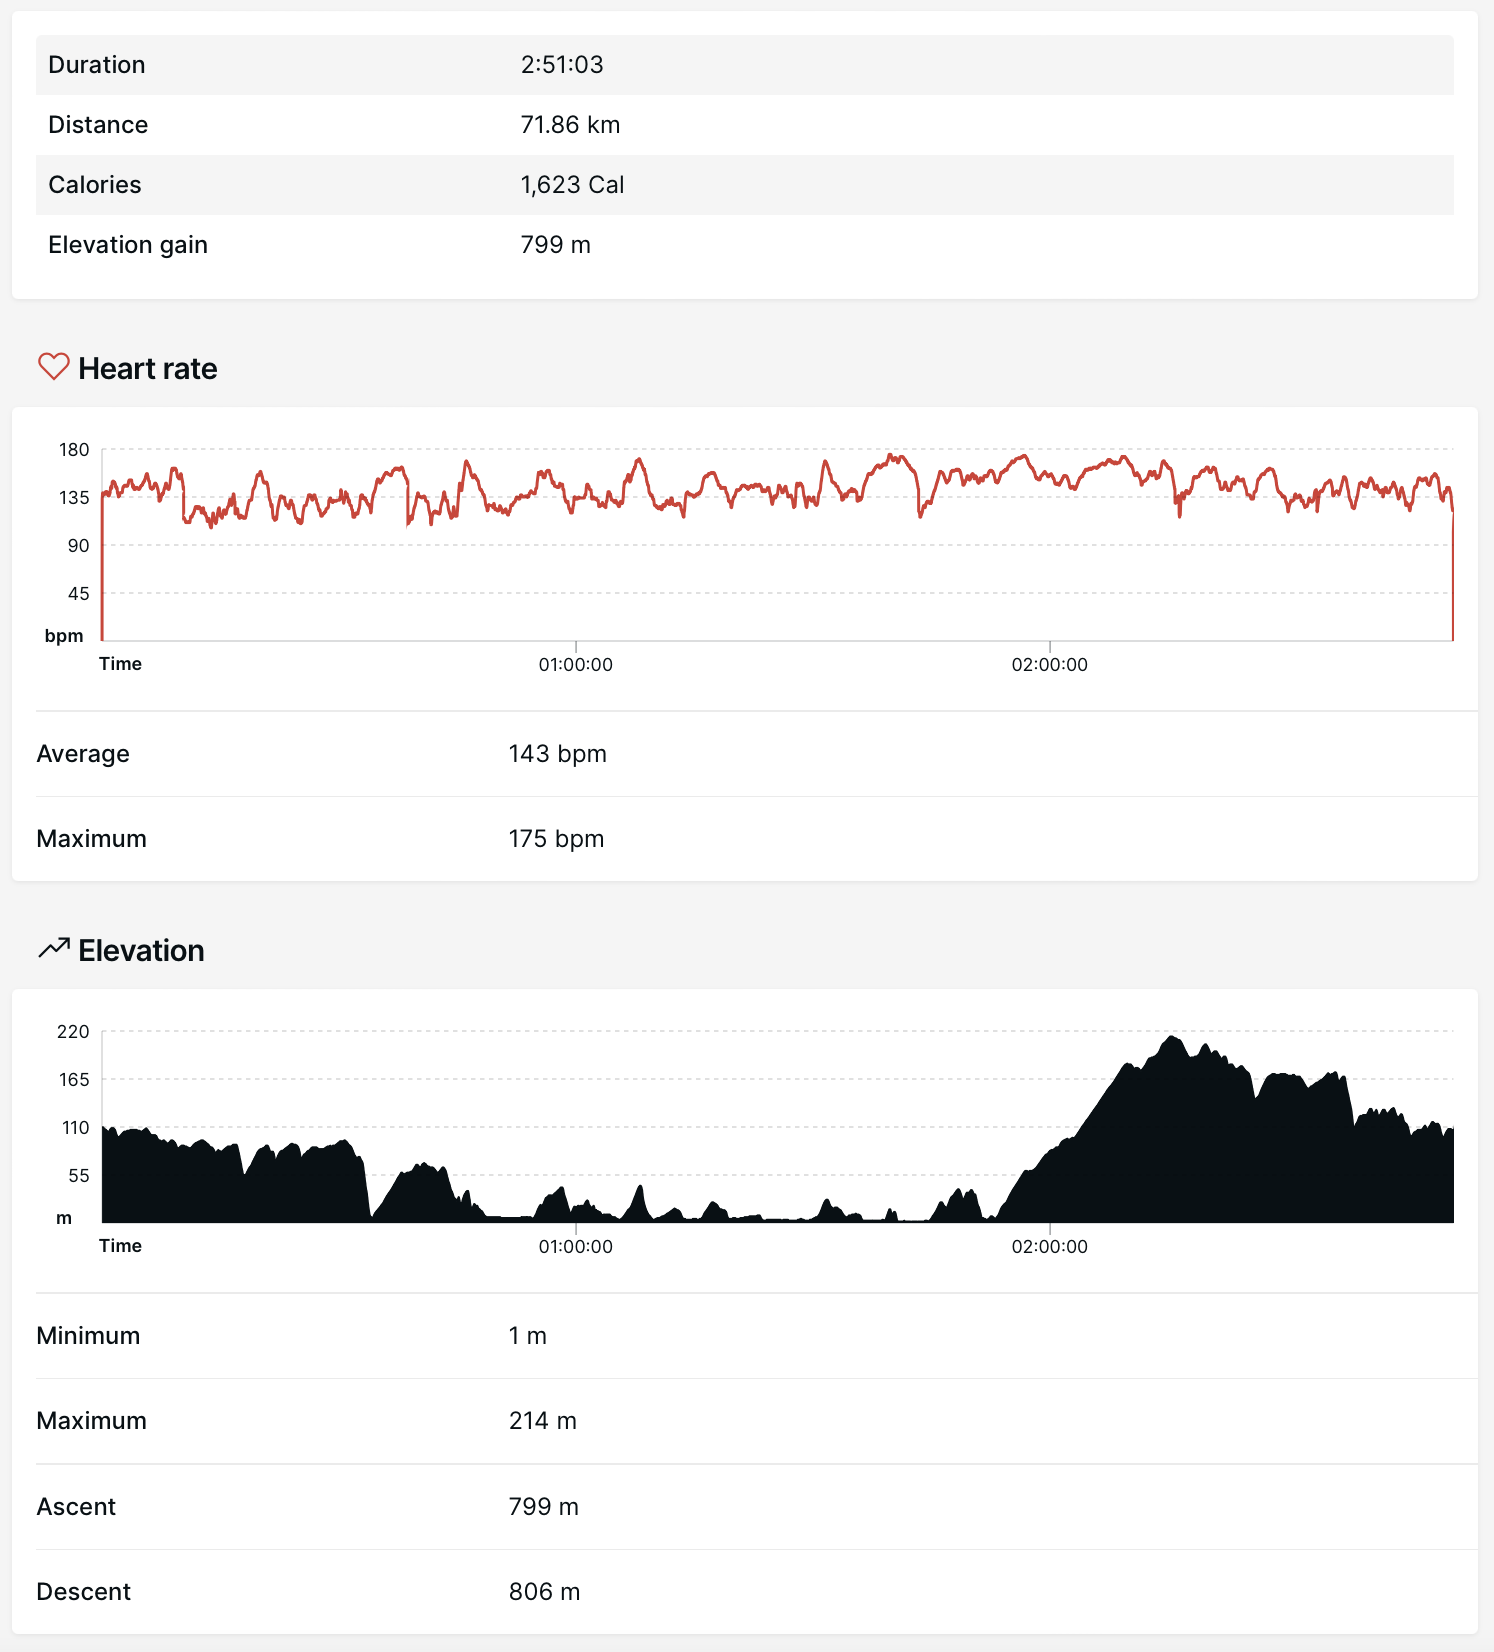 Duration 2:51:03
Distance 71.86 km
Calories 1,623 Cal
Elevation gain 799 m
Heart rate
180
135
90
45
bpm
Time 01:00:00 02:00:00
Average 143 bpm
Maximum 175 bpm
Elevation
220
165
110
55
m
Time 01:00:00 02:00:00
Minimum 1 m
Maximum 214 m
Ascent 799 m
Descent 806 m